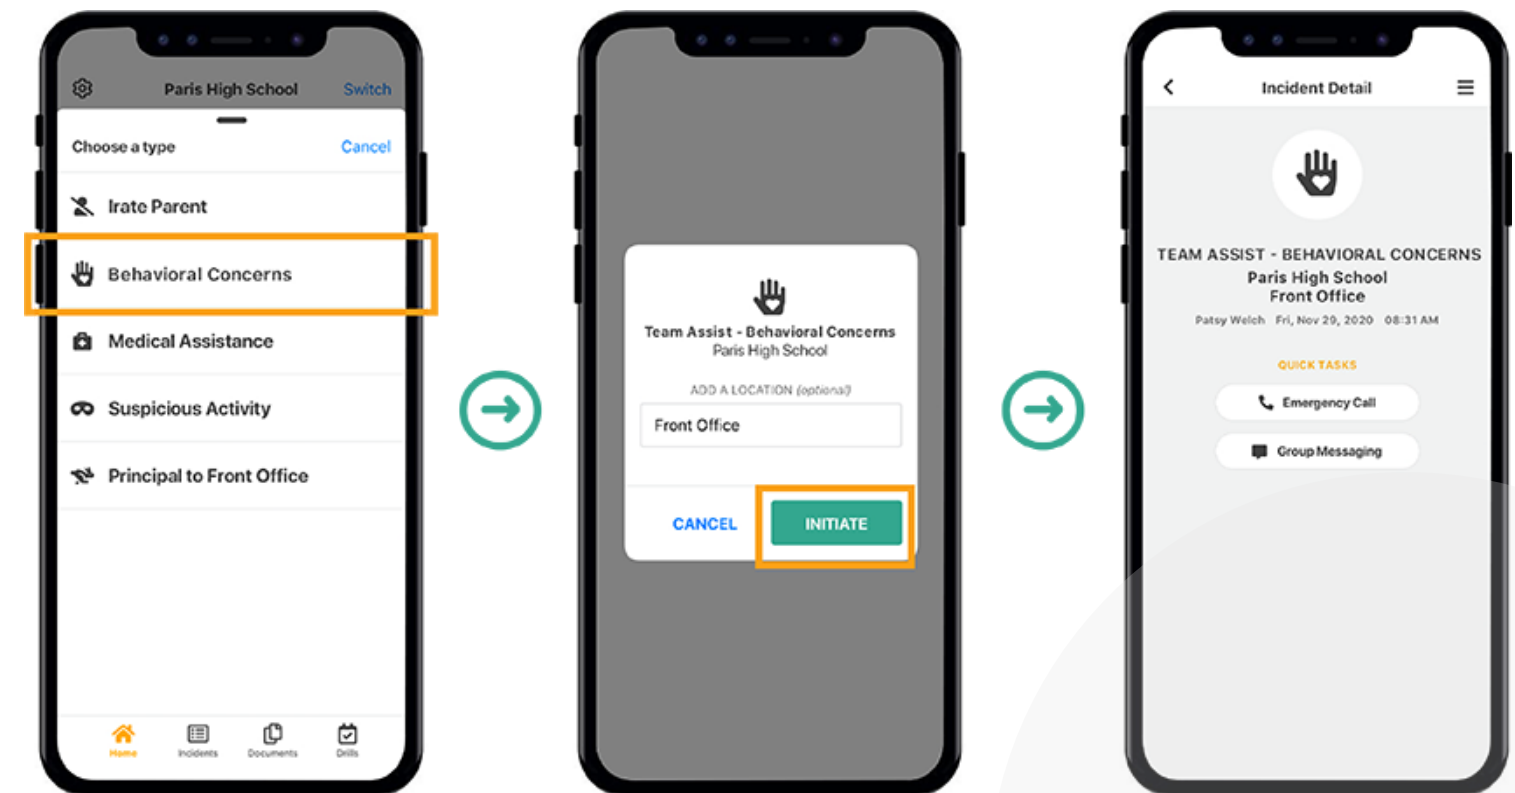 Paris High School
Switch
Choose a type
Cancel
Irate Parent
Behavioral Concerns
Medical Assistance
Suspicious Activity
Principal to Front Office
Home
Incidents
Documents
Drills
Team Assist - Behavioral Concerns
Paris High School
ADD A LOCATION (optional)
Front Office
CANCEL
INITIATE
Incident Detail
TEAM ASSIST - BEHAVIORAL CONCERNS
Paris High School
Front Office
Patsy Welch Fri, Nov 29, 2020 08:31 AM
QUICK TASKS
Emergency Call
Group Messaging